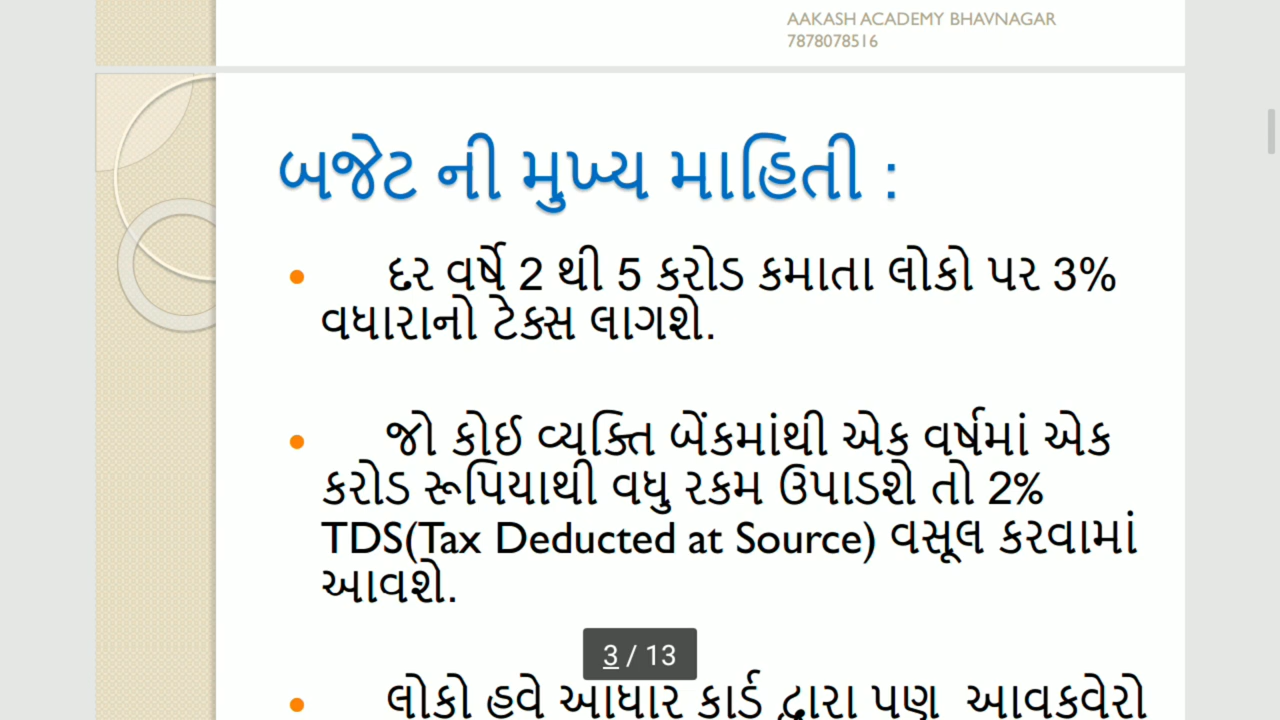 AAKASH ACADEMY BHAVNAGAR
7878078516
બજેટ ની મુખ્ય માહિતી :
દર વર્ષે 2 થી 5 કરોડ કમાતા લોકો પર 3%
વધારાનો ટેક્સ લાગશે.
જો કોઈ વ્યક્તિ બેંકમાંથી એક વર્ષમાં એક
કરોડ રૂપિયાથી વધુ રકમ ઉપાડશે તો 2%
TDS(Tax Deducted at Source) વસૂલ કરવામાં
આવશે.
3 / 13
લોકો હવે આધાર કાર્ડ દ્વારા પણ આવકવેરો